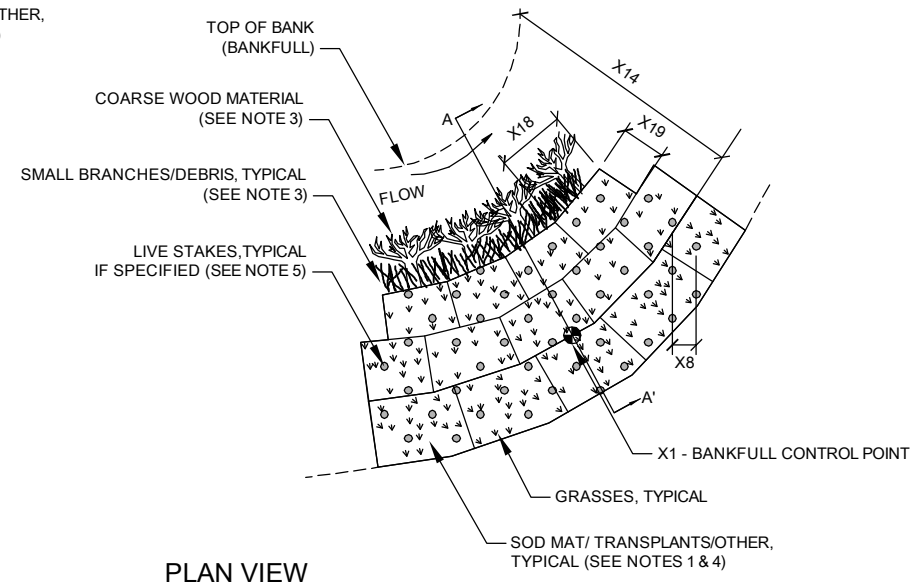 THER,
TOP OF BANK
(BANKFULL)
COARSE WOOD MATERIAL
(SEE NOTE 3)
SMALL BRANCHES/DEBRIS, TYPICAL
(SEE NOTE 3)
LIVE STAKES,TYPICAL
IF SPECIFIED (SEE NOTE 5)
FLOW
A
X18
X19
X14
X8
A'
X1 - BANKFULL CONTROL POINT
GRASSES, TYPICAL
SOD MAT/ TRANSPLANTS/OTHER,
TYPICAL (SEE NOTES 1 & 4)
PLAN VIEW